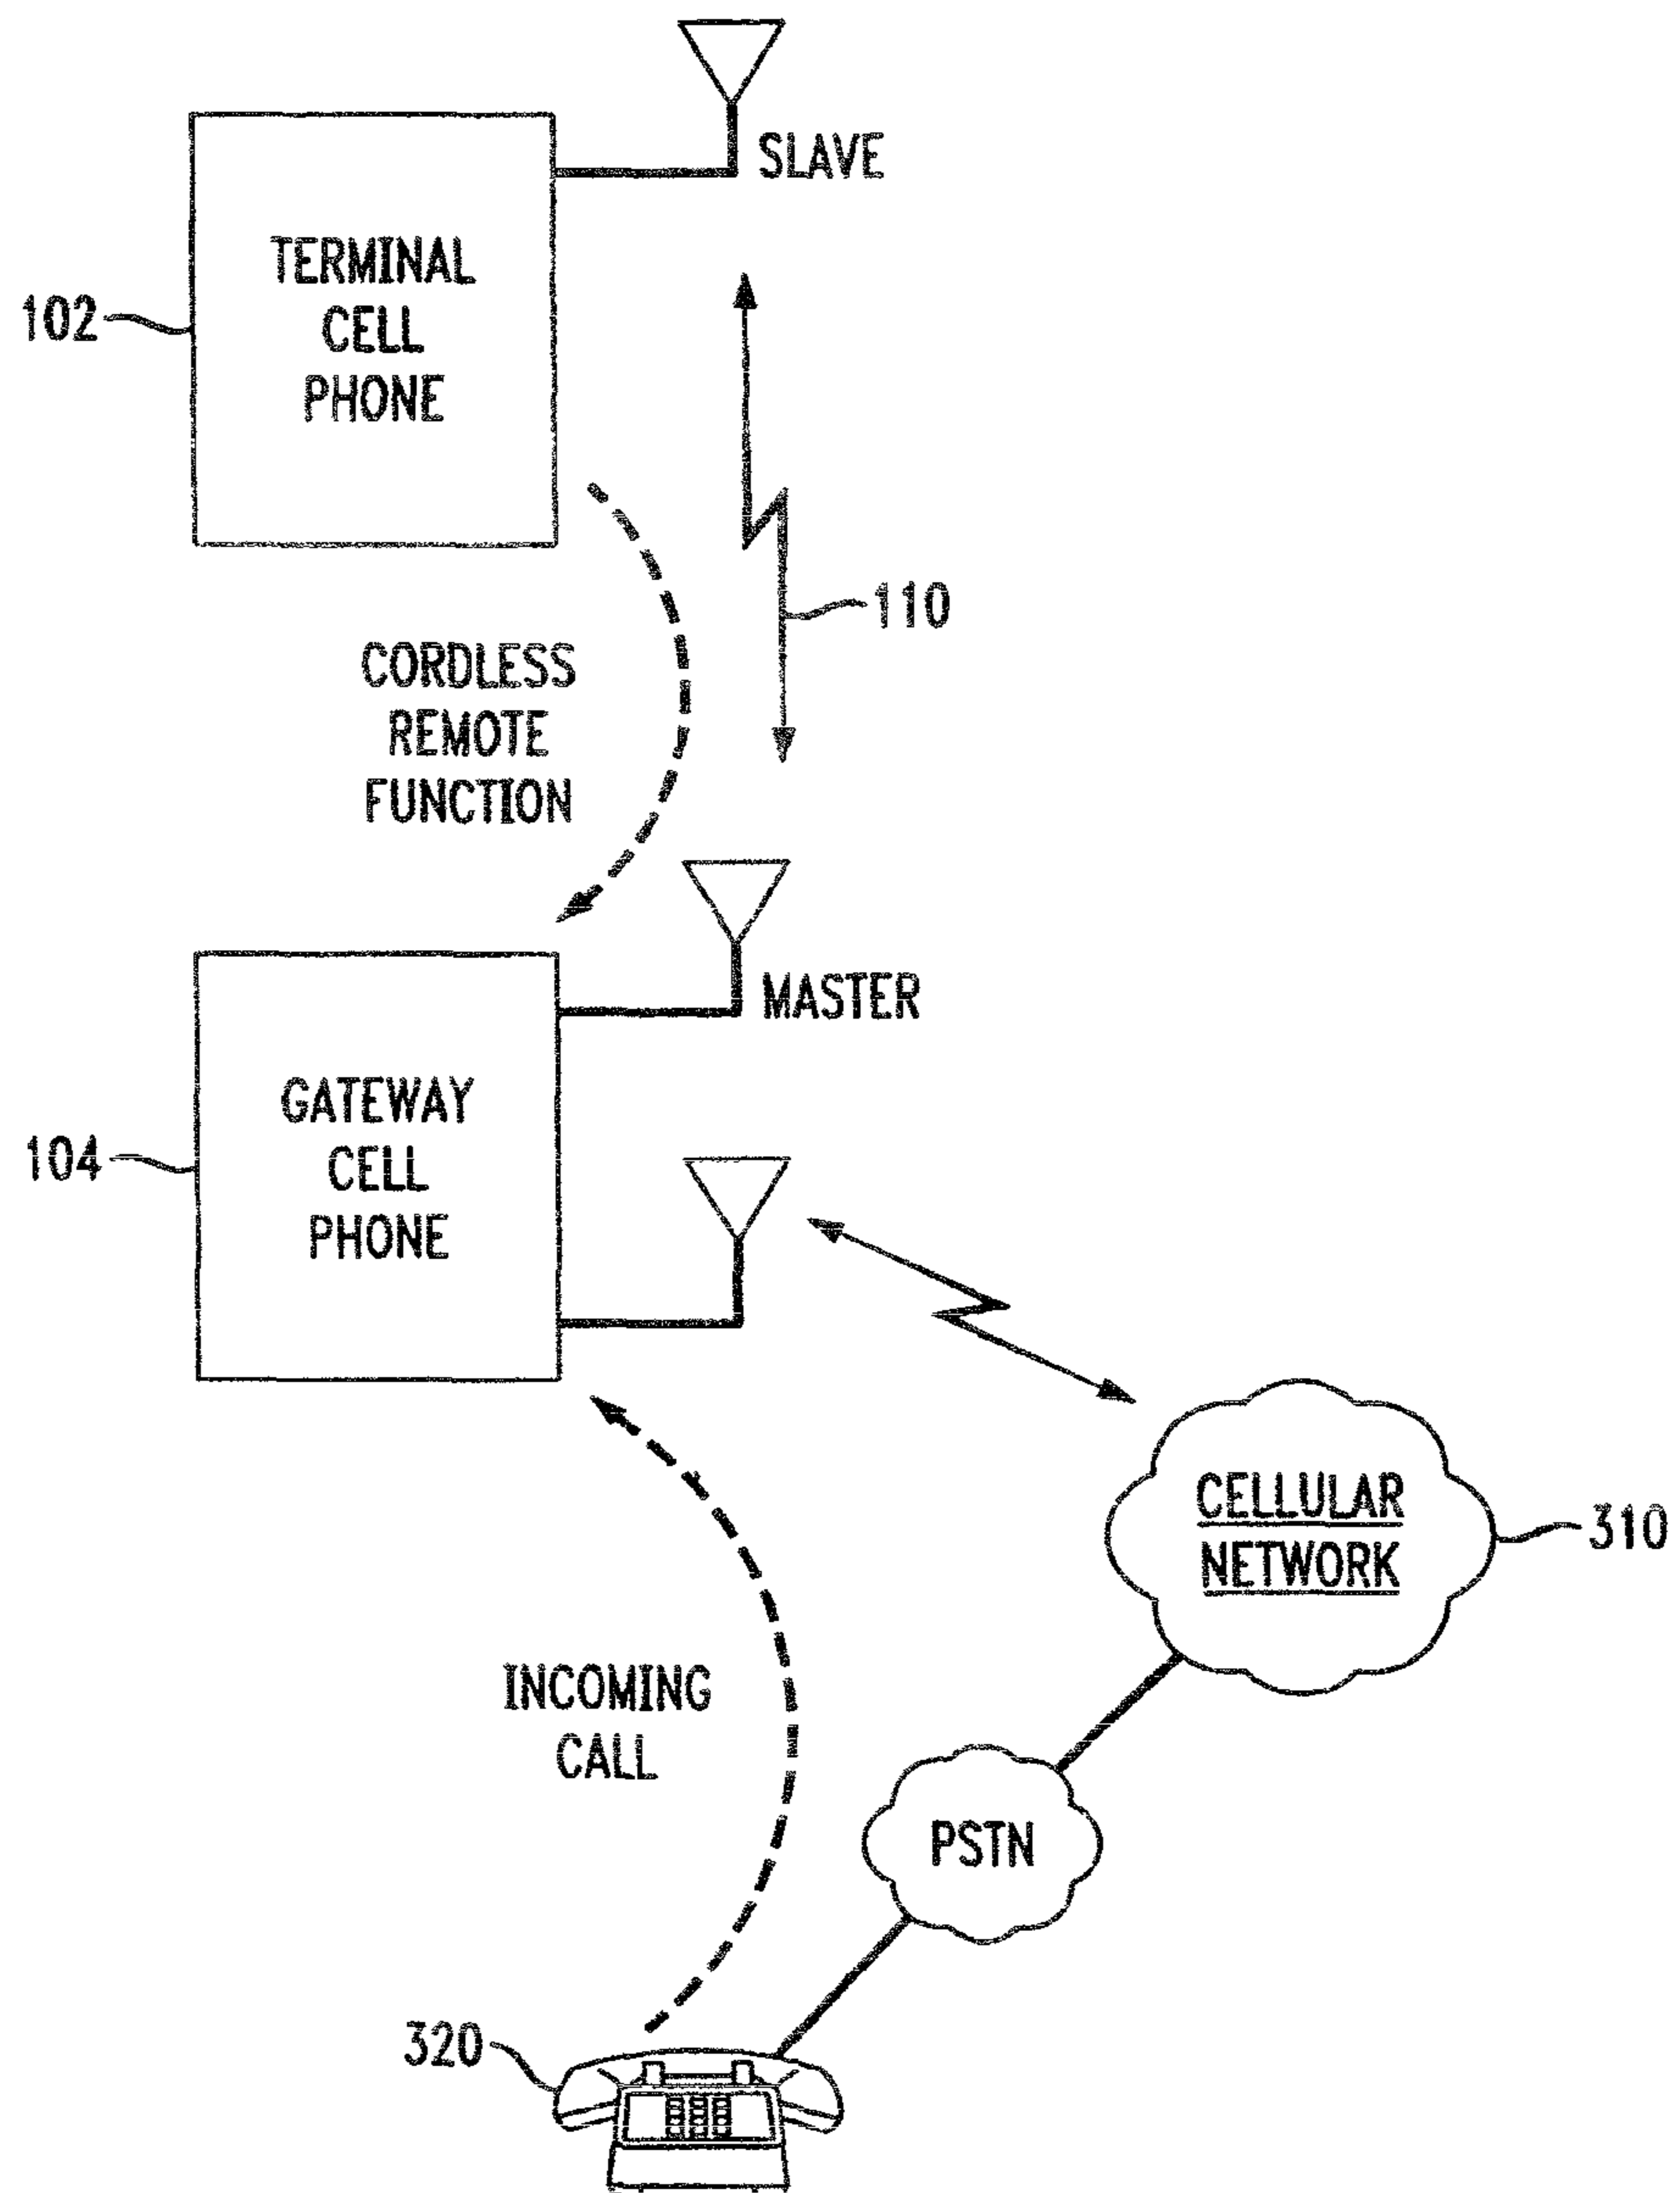 SLAVE
TERMINAL
CELL
PHONE
102
110
CORDLESS
REMOTE
FUNCTION
MASTER
GATEWAY
CELL
PHONE
104
CELLULAR
NETWORK
310
INCOMING
CALL
PSTN
320